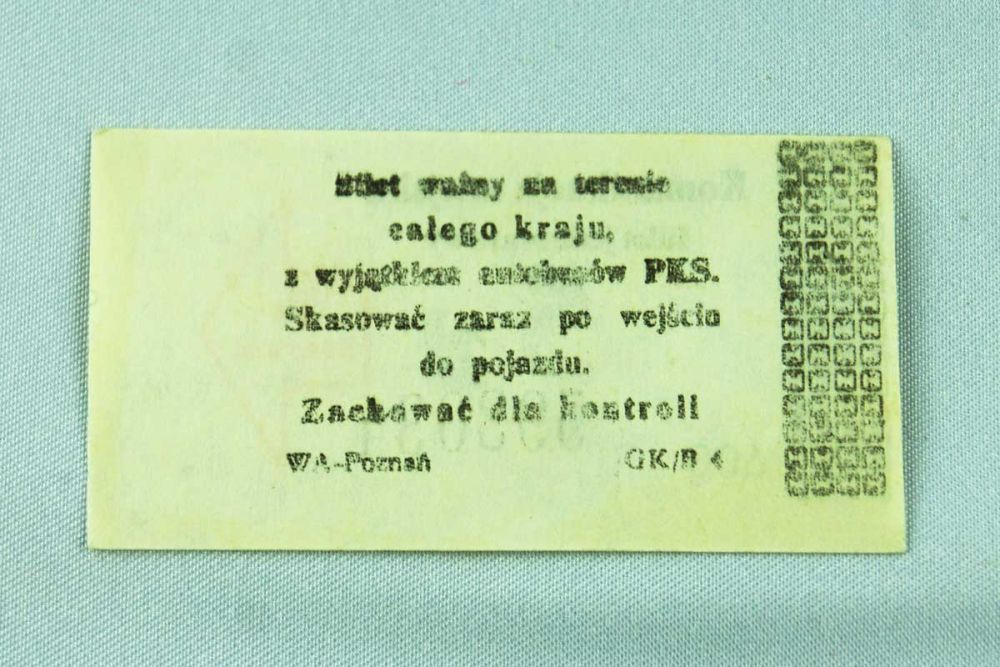 Bilet ważny na terenie
całego kraju,
z wyjątkiem autobusów PKS.
Skasować zaraz po wejściu
do pojazdu.
Zachować dla kontroli
WA-Poznań GK/B 4